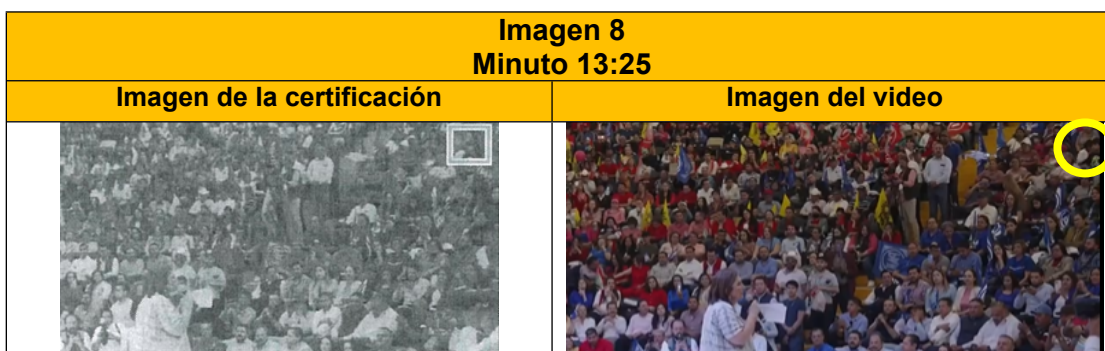 Imagen 8
Minuto 13:25
Imagen de la certificación
Imagen del video